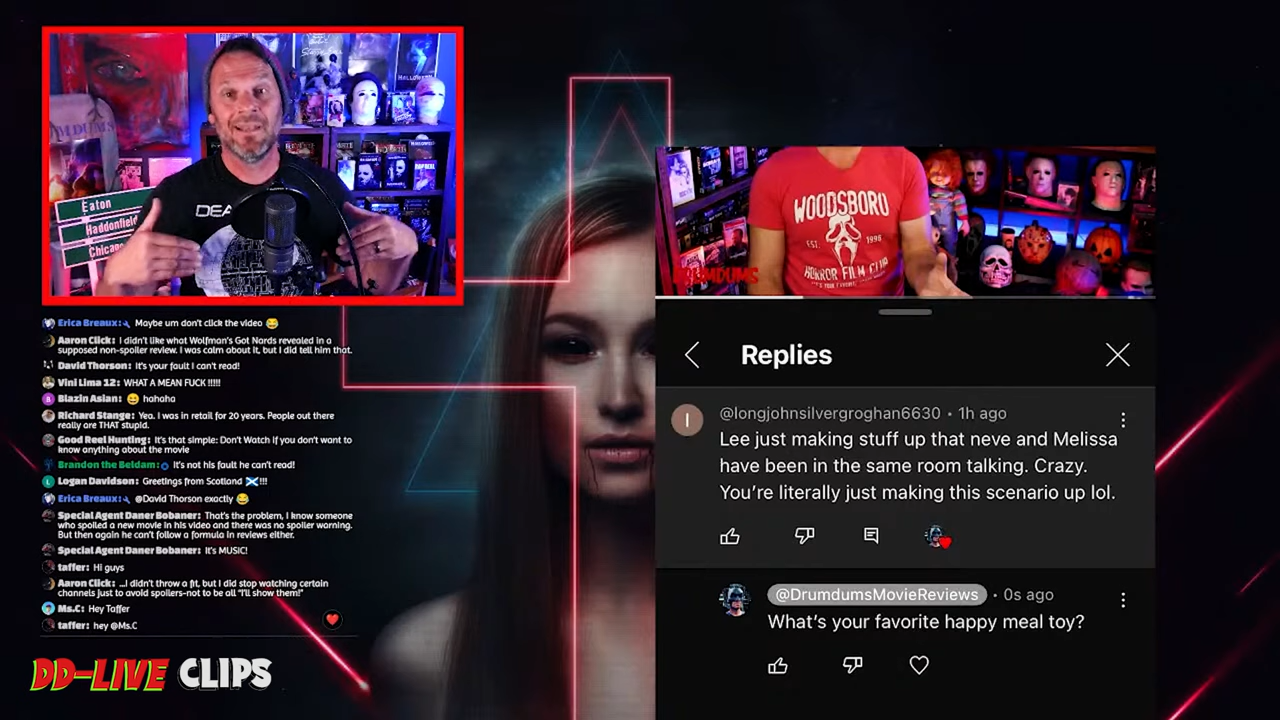 HALLOWEEN
Eaton
Haddonfield
Chicago
DEA
Erica Breaux: Maybe um don't click the video 😂
Aaron Click: I didn't like what Wolfman's Got Nards revealed in a
supposed non-spoiler review. I was calm about it, but I did tell him that.
David Thorson: It's your fault I can't read!
Vini Lima 12: WHAT A MEAN FUCK !!!!!
Blazin Asian: 😄 hahaha
Richard Stange: Yea. I was in retail for 20 years. People out there
really are THAT stupid.
Good Reel Hunting: It's that simple: Don't Watch if you don't want to
know anything about the movie
Brandon the Beldam: It's not his fault he can't read!
Logan Davidson: Greetings from Scotland 🏴󠁧󠁢󠁳󠁣󠁴󠁿!!!
Erica Breaux: @David Thorson exactly 😂
Special Agent Daner Bobaner: That's the problem, I know someone
who spoiled a new movie in his video and there was no spoiler warning.
But then again he can't follow a formula in reviews either.
Special Agent Daner Bobaner: It's MUSIC!
taffer: Hi guys
Aaron Click: ...I didn't throw a fit, but I did stop watching certain
channels just to avoid spoilers-not to be all "I'll show them!"
Ms.C: Hey Taffer
taffer: hey @Ms.C
DD-LIVE CLIPS
WOODSBORO
EST. 1996
HORROR FILM CLUB
DRUMDUMS
Replies
I
@longjohnsilvergroghan6630 • 1h ago
Lee just making stuff up that neve and Melissa
have been in the same room talking. Crazy.
You're literally just making this scenario up lol.
@DrumdumsMovieReviews • 0s ago
What's your favorite happy meal toy?